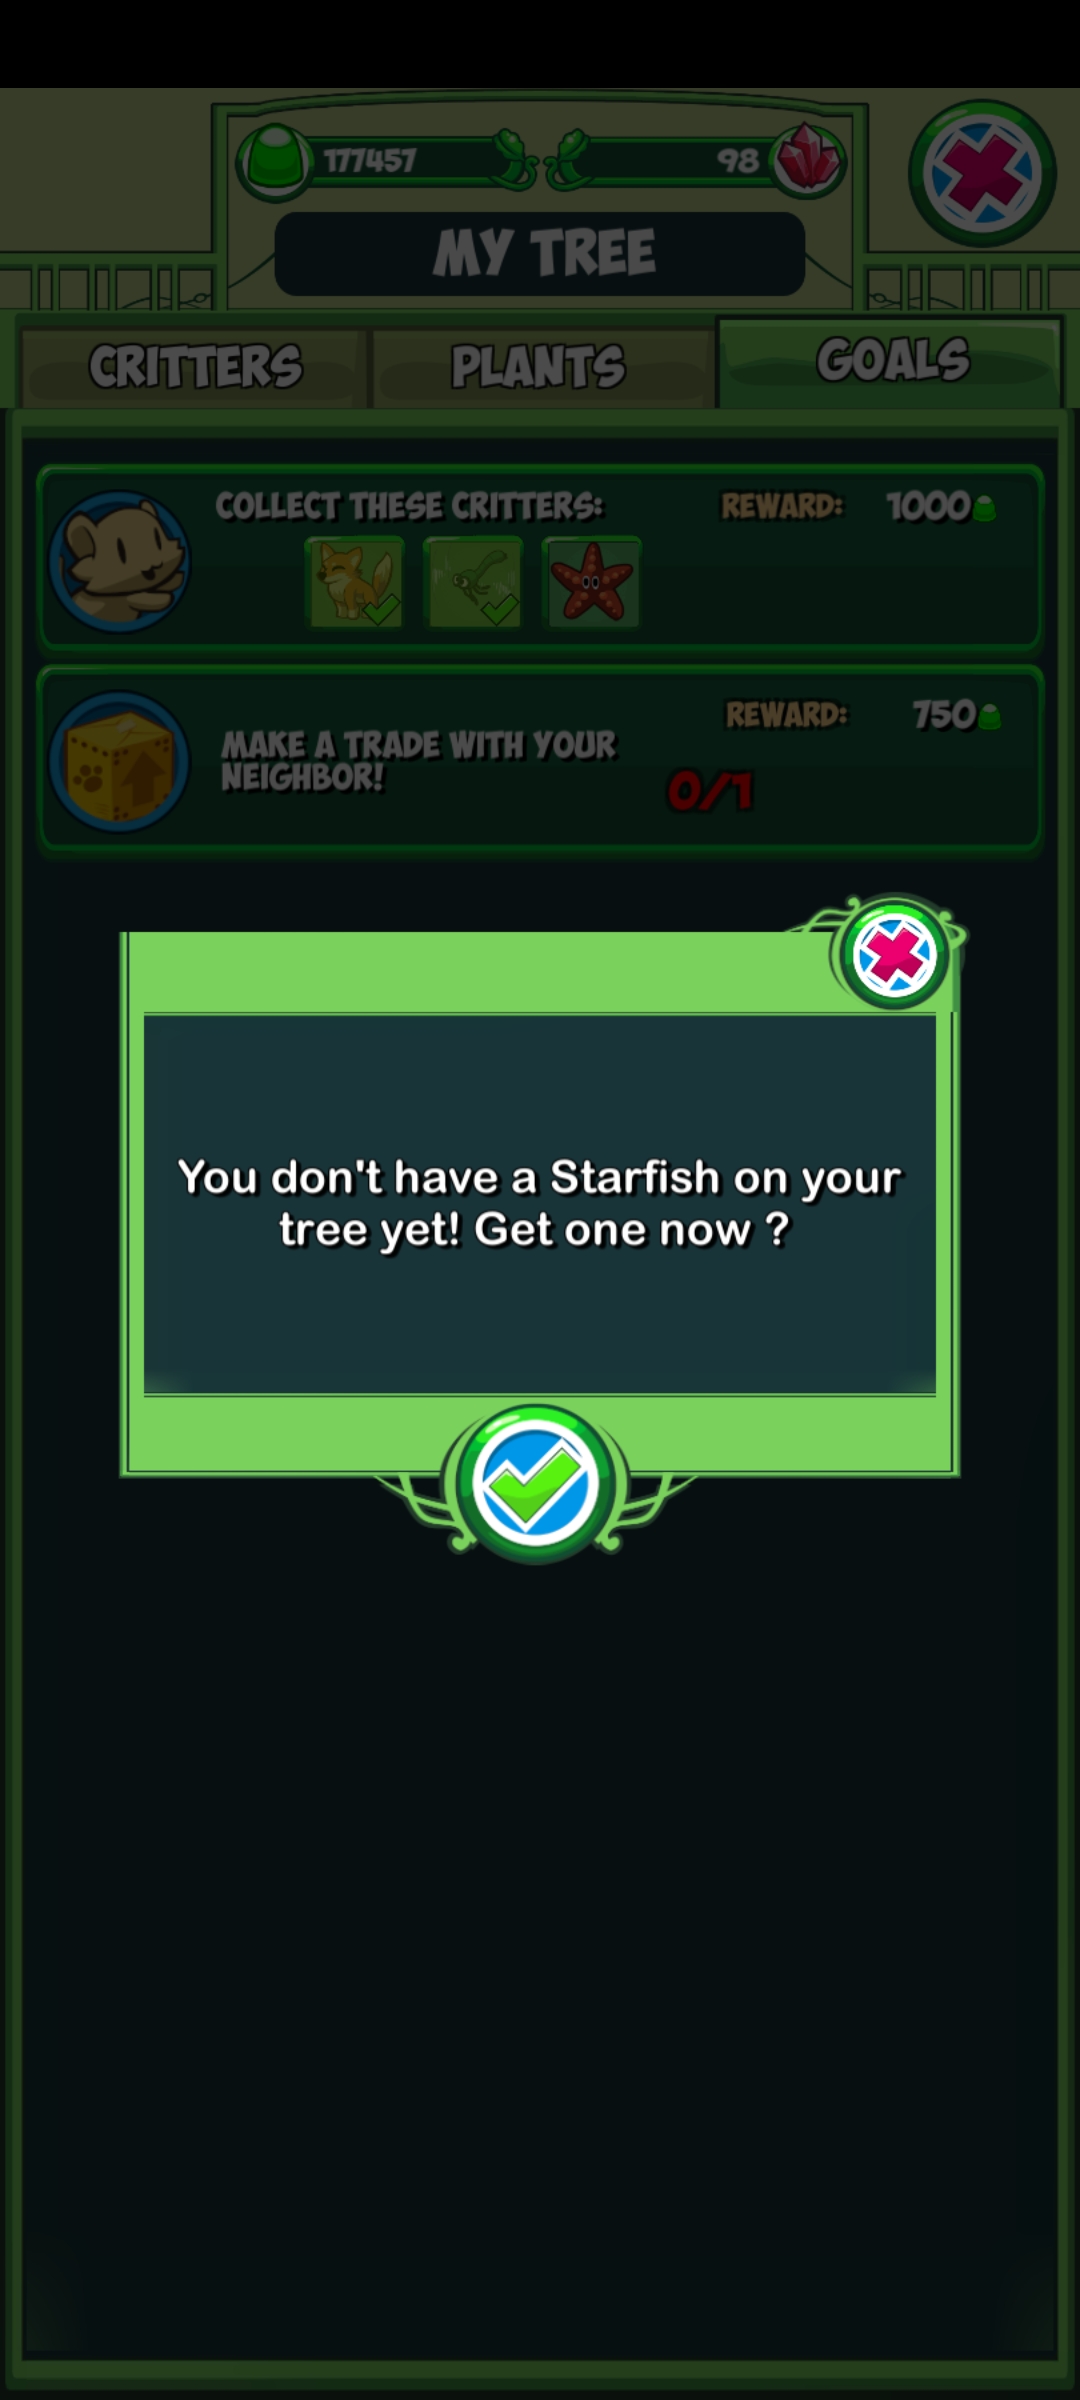 177457
98
MY TREE
CRITTERS
PLANTS
GOALS
COLLECT THESE CRITTERS:
REWARD:
1000
MAKE A TRADE WITH YOUR
NEIGHBOR!
REWARD:
750
0/1
You don't have a Starfish on your
tree yet! Get one now ?